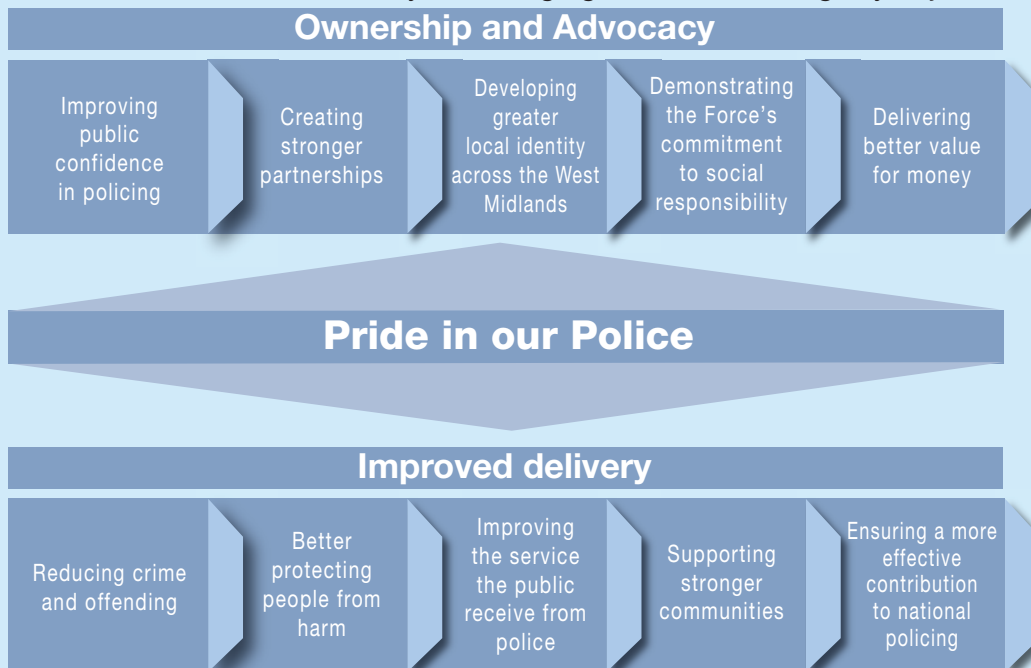 Ownership and Advocacy
Improving
public
confidence
in policing
Creating
stronger
partnerships
Developing
greater
local identity
across the West
Midlands
Demonstrating
the Force's
commitment
to social
responsibility
Delivering
better value
for money
Pride in our Police
Improved delivery
Reducing crime
and offending
Better
protecting
people from
harm
Improving
the service
the public
receive from
police
Supporting
stronger
communities
Ensuring a more
effective
contribution
to national
policing